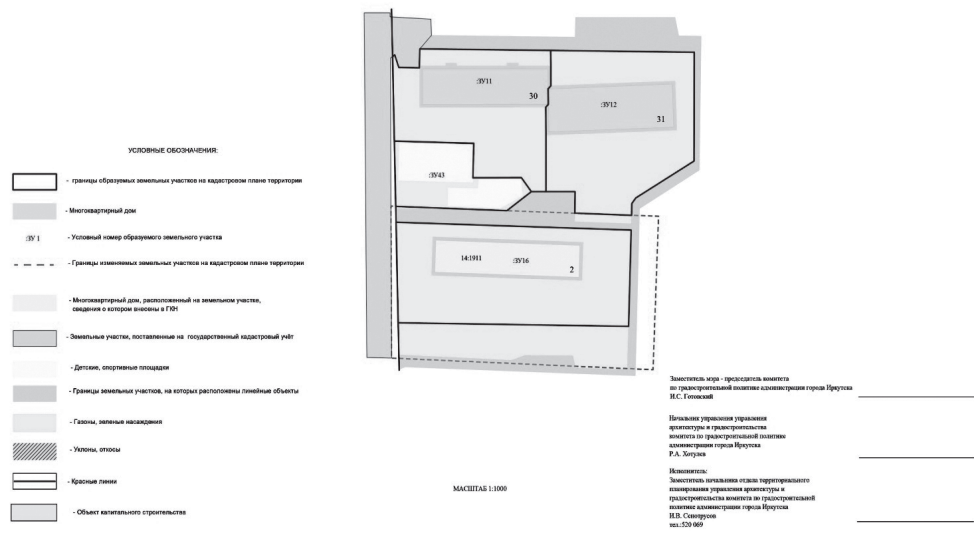 :ЗУ11
30
:ЗУ12
31
:ЗУ43
14:1911
:ЗУ16
2
УСЛОВНЫЕ ОБОЗНАЧЕНИЯ:
- границы образуемых земельных участков на кадастровом плане территории
- Многоквартирный дом
:ЗУ 1
- Условный номер образуемого земельного участка
- Границы изменяемых земельных участков на кадастровом плане территории
- Многоквартирный дом, расположенный на земельном участке,
сведения о котором внесены в ГКН
- Земельные участки, поставленные на государственный кадастровый учёт
- Детские, спортивные площадки
- Границы земельных участков, на которых расположены линейные объекты
- Газоны, зеленые насаждения
- Уклоны, откосы
- Красные линии
- Объект капитального строительства
МАСШТАБ 1:1000
Заместитель мэра - председатель комитета
по градостроительной политике администрации города Иркутска
И.С. Готовский
Начальник управления управления
архитектуры и градостроительства
комитета по градостроительной политике
администрации города Иркутска
Р.А. Хотулев
Исполнитель:
Заместитель начальника отдела территориального
планирования управления архитектуры и
градостроительства комитета по градостроительной
политике администрации города Иркутска
И.В. Сенотрусов
тел.:520 069